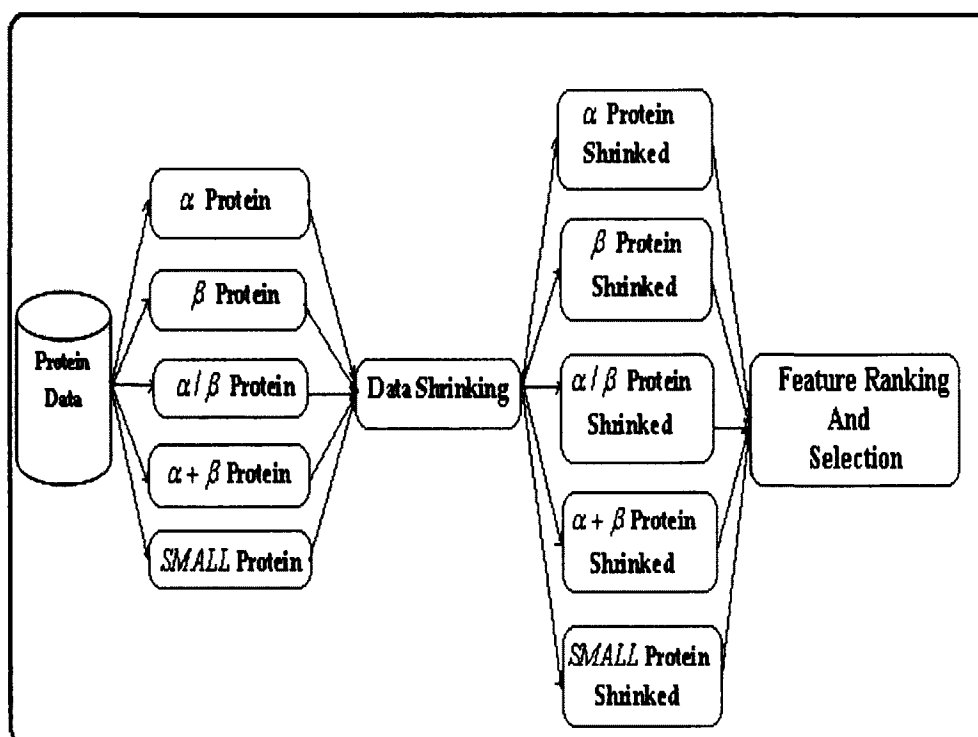 Protein
Data
α Protein
β Protein
α / β Protein
α + β Protein
SMALL Protein
Data Shrinking
α Protein
Shrinked
β Protein
Shrinked
α / β Protein
Shrinked
α + β Protein
Shrinked
SMALL Protein
Shrinked
Feature Ranking
And
Selection